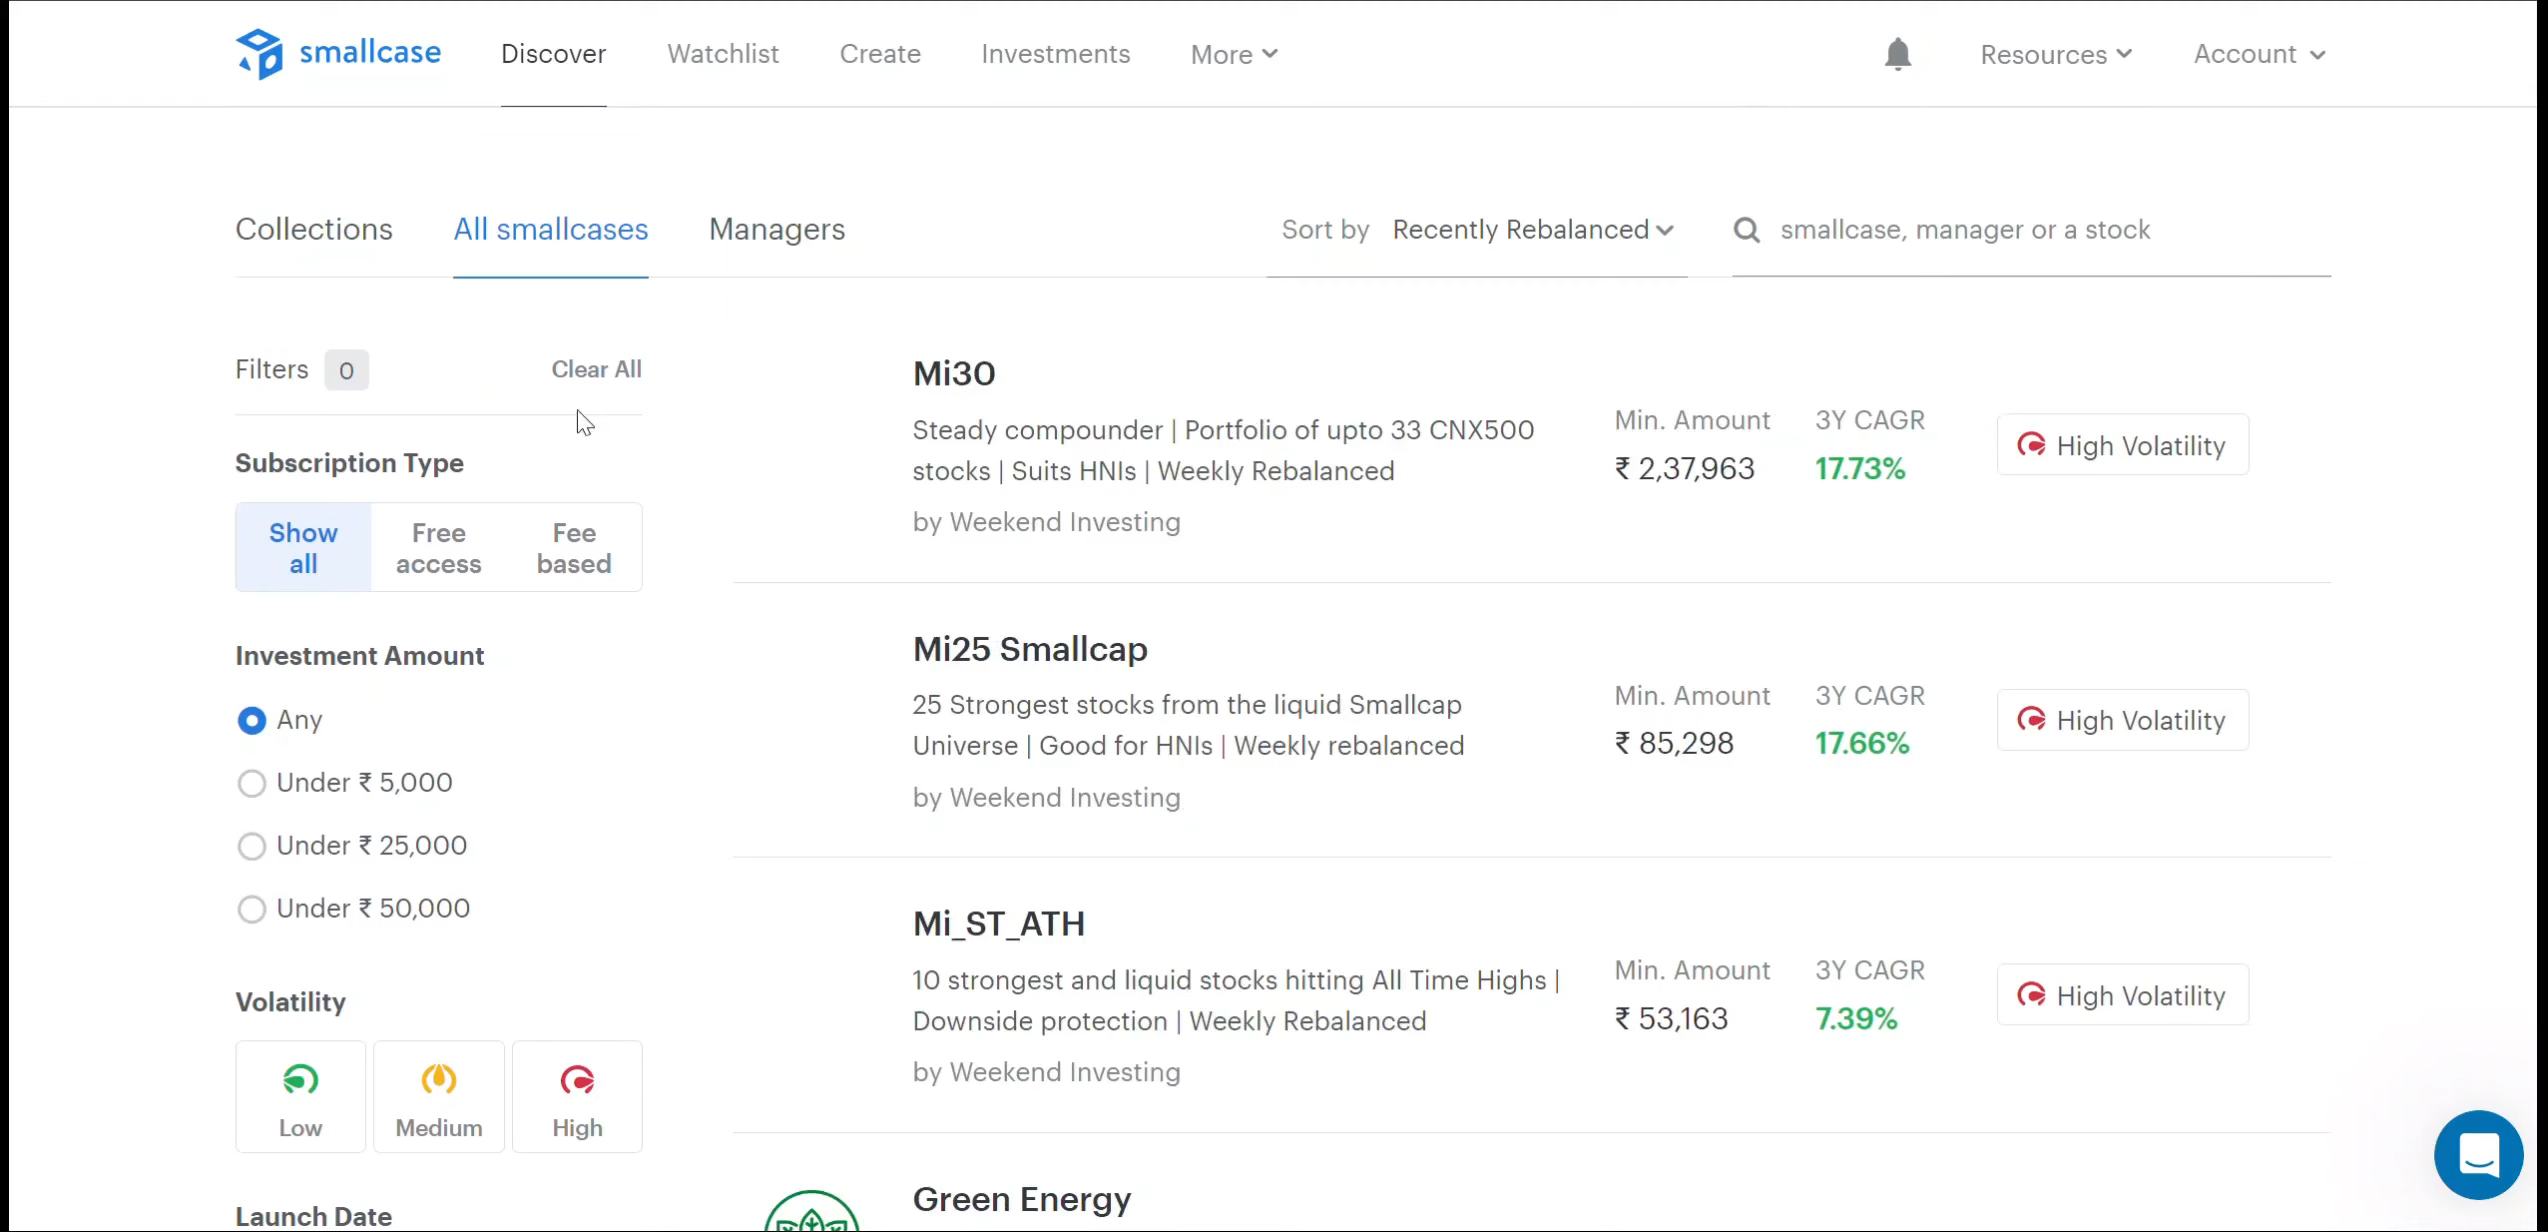 smallcase
Discover
Watchlist
Create
Investments
More
Resources
Account
Collections
All smallcases
Managers
Sort by Recently Rebalanced
smallcase, manager or a stock
Filters 0
Clear All
Subscription Type
Show all
Free access
Fee based
Investment Amount
Any
Under ₹ 5,000
Under ₹ 25,000
Under ₹ 50,000
Volatility
Low
Medium
High
Launch Date
Mi30
Steady compounder | Portfolio of upto 33 CNX500
stocks | Suits HNIs | Weekly Rebalanced
by Weekend Investing
Min. Amount
₹ 2,37,963
3Y CAGR
17.73%
High Volatility
Mi25 Smallcap
25 Strongest stocks from the liquid Smallcap
Universe | Good for HNIs | Weekly rebalanced
by Weekend Investing
Min. Amount
₹ 85,298
3Y CAGR
17.66%
High Volatility
Mi_ST_ATH
10 strongest and liquid stocks hitting All Time Highs |
Downside protection | Weekly Rebalanced
by Weekend Investing
Min. Amount
₹ 53,163
3Y CAGR
7.39%
High Volatility
Green Energy